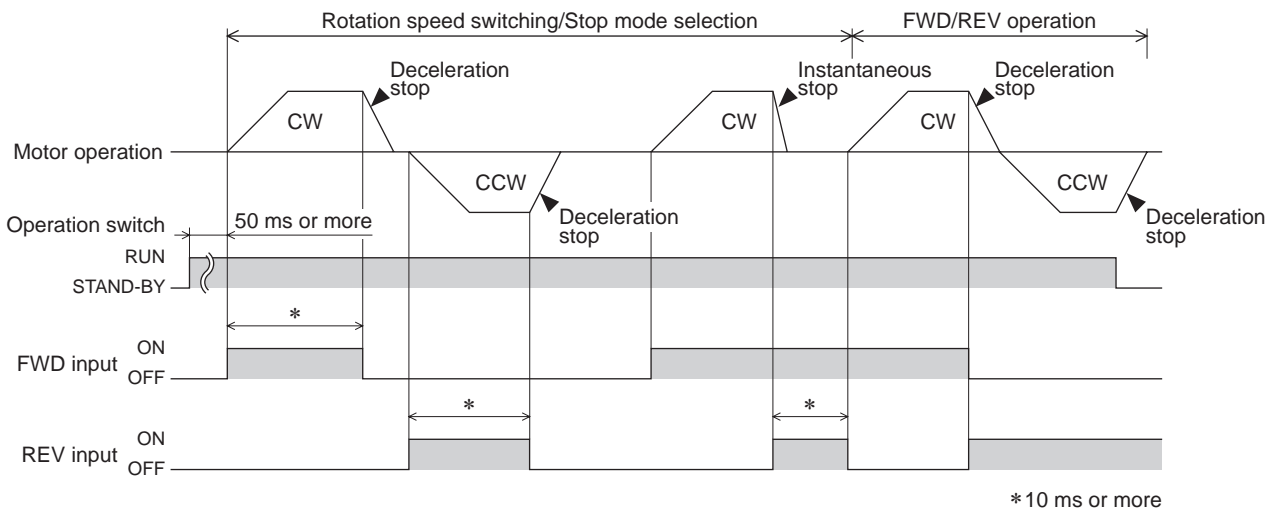 Rotation speed switching/Stop mode selection
FWD/REV operation
Deceleration
stop
Instantaneous
stop
Deceleration
stop
CW
CW
CW
Motor operation
CCW
CCW
Deceleration
stop
Deceleration
stop
Operation switch
50 ms or more
RUN
STAND-BY
*
FWD input
ON
OFF
*
*
REV input
ON
OFF
*10 ms or more